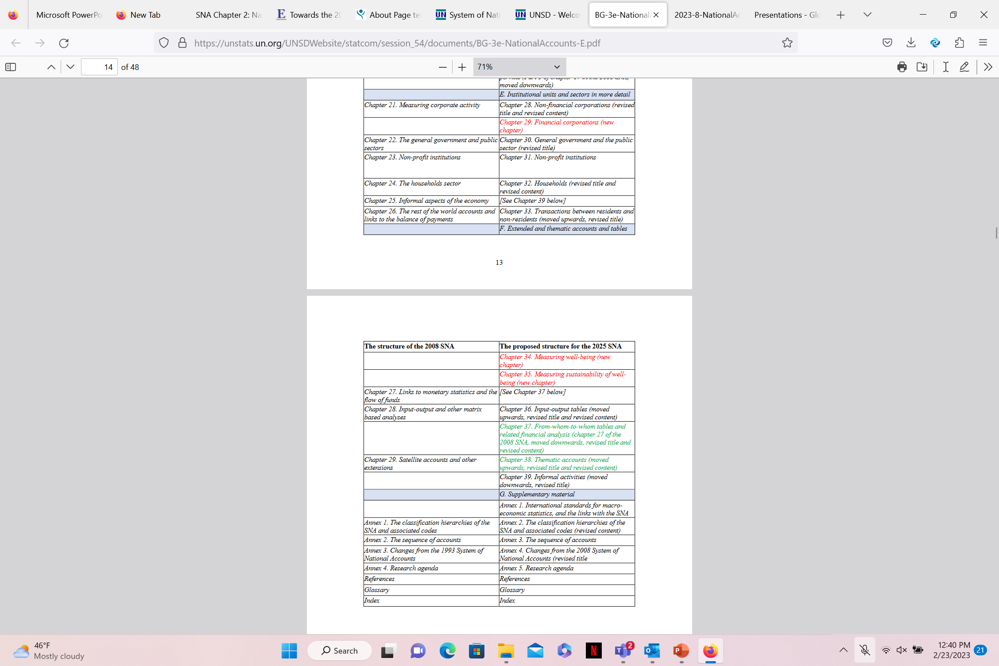 Microsoft PowerPo
New Tab
SNA Chapter 2: Na
Towards the 20
About Page te
UN System of Nati
UN UNSD - Welco
BG-3e-National
2023-8-NationalAc
Presentations - Glo
https://unstats.un.org/UNSDWebsite/statcom/session_54/documents/BG-3e-NationalAccounts-E.pdf
14 of 48
71%
moved downwards)
E. Institutional units and sectors in more detail
Chapter 21. Measuring corporate activity
Chapter 28. Non-financial corporations (revised
title and revised content)
Chapter 29. Financial corporations (new
chapter)
Chapter 22. The general government and public
sectors
Chapter 30. General government and the public
sector (revised title)
Chapter 23. Non-profit institutions
Chapter 31. Non-profit institutions
Chapter 24. The households sector
Chapter 32. Households (revised title and
revised content)
Chapter 25. Informal aspects of the economy
[See Chapter 39 below]
Chapter 26. The rest of the world accounts and
links to the balance of payments
Chapter 33. Transactions between residents and
non-residents (moved upwards, revised title)
F. Extended and thematic accounts and tables
13
The structure of the 2008 SNA
The proposed structure for the 2025 SNA
Chapter 34. Measuring well-being (new
chapter)
Chapter 35. Measuring sustainability of well-
being (new chapter)
Chapter 27. Links to monetary statistics and the
flow of funds
[See Chapter 37 below]
Chapter 28. Input-output and other matrix
based analyses
Chapter 36. Input-output tables (moved
upwards, revised title and revised content)
Chapter 37. From-whom-to-whom tables and
related financial analysis (chapter 27 of the
2008 SNA, moved downwards, revised title and
revised content)
Chapter 29. Satellite accounts and other
extensions
Chapter 38. Thematic accounts (moved
upwards, revised title and revised content)
Chapter 39. Informal activities (moved
downwards, revised title)
G. Supplementary material
Annex 1. International standards for macro-
economic statistics, and the links with the SNA
Annex 1. The classification hierarchies of the
SNA and associated codes
Annex 2. The classification hierarchies of the
SNA and associated codes (revised content)
Annex 2. The sequence of accounts
Annex 3. The sequence of accounts
Annex 3. Changes from the 1993 System of
National Accounts
Annex 4. Changes from the 2008 System of
National Accounts (revised title
Annex 4. Research agenda
Annex 5. Research agenda
References
References
Glossary
Glossary
Index
Index
46°F
Mostly cloudy
Search
2
12:40 PM
2/23/2023
21